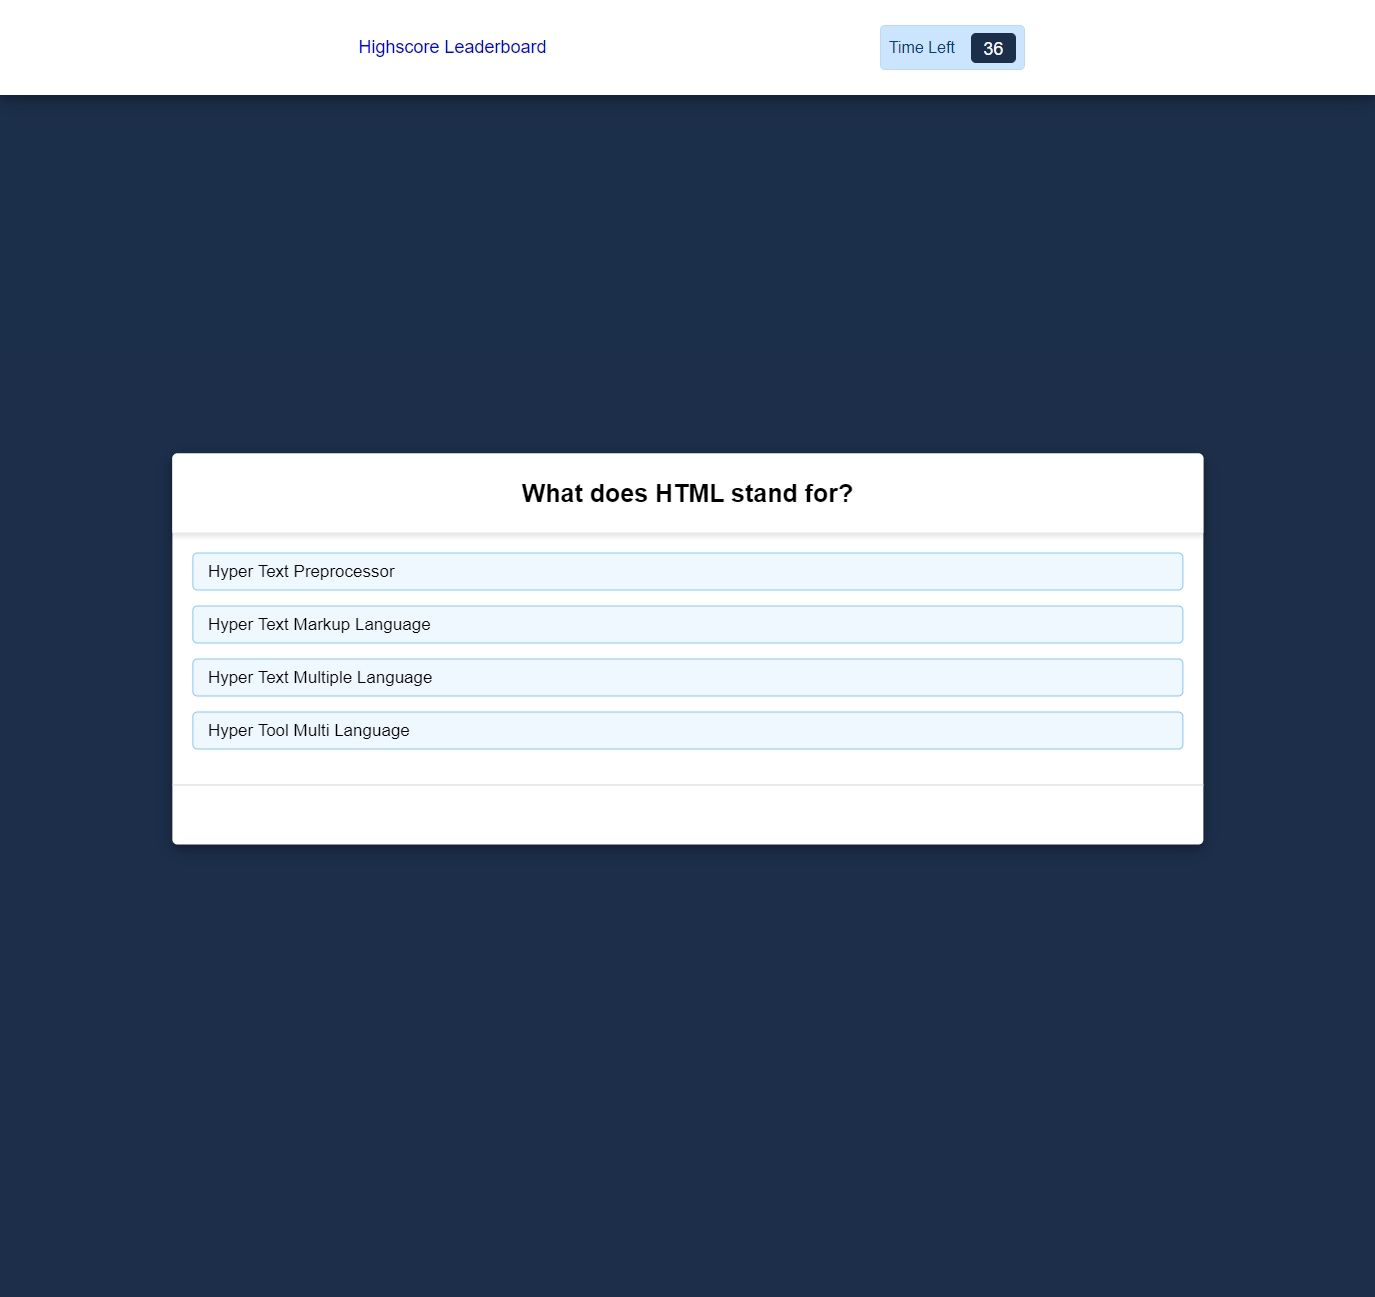 Highscore Leaderboard
Time Left 36
What does HTML stand for?
Hyper Text Preprocessor
Hyper Text Markup Language
Hyper Text Multiple Language
Hyper Tool Multi Language